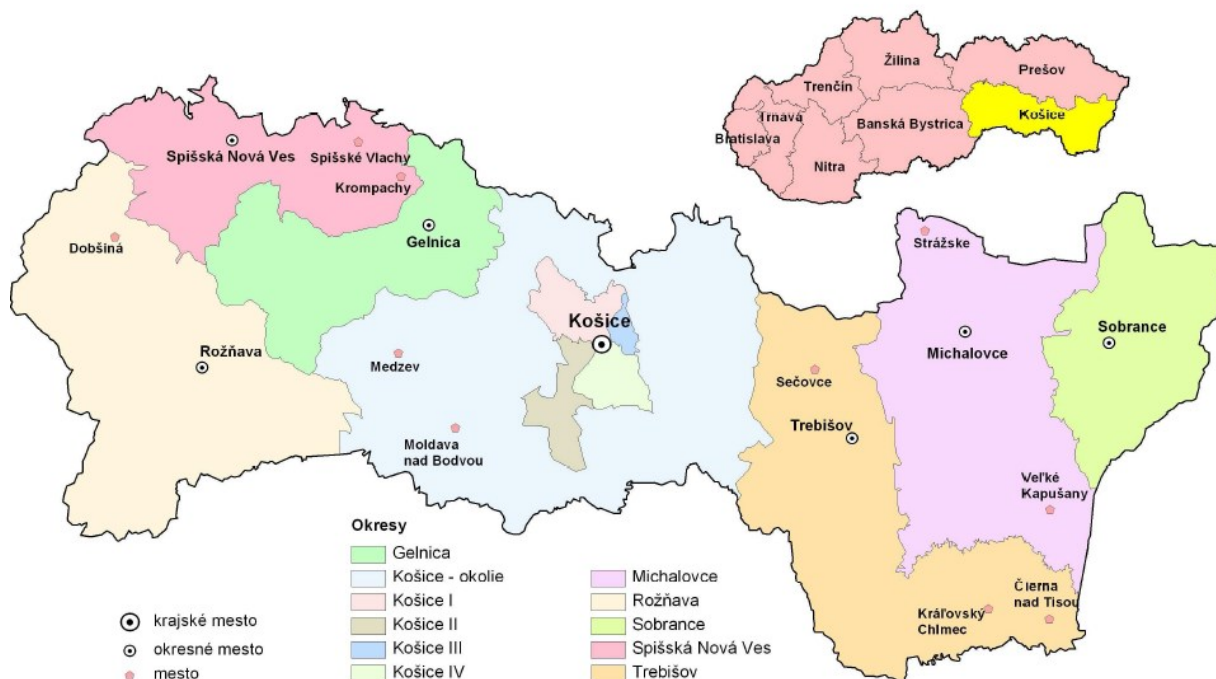 Žilina
Prešov
Trenčín
Košice
Trnava
Banská Bystrica
Bratislava
Nitra
Spišská Nová Ves
Spišské Vlachy
Krompachy
Gelnica
Dobšiná
Strážske
Košice
Sobrance
Michalovce
Rožňava
Medzev
Sečovce
Trebišov
Moldava
nad Bodvou
Veľké
Kapušany
Čierna
nad Tisou
Kráľovský
Chlmec
Okresy
Gelnica
Košice - okolie
Košice I
Košice II
Košice III
Košice IV
Michalovce
Rožňava
Sobrance
Spišská Nová Ves
Trebišov
krajské mesto
okresné mesto
mesto